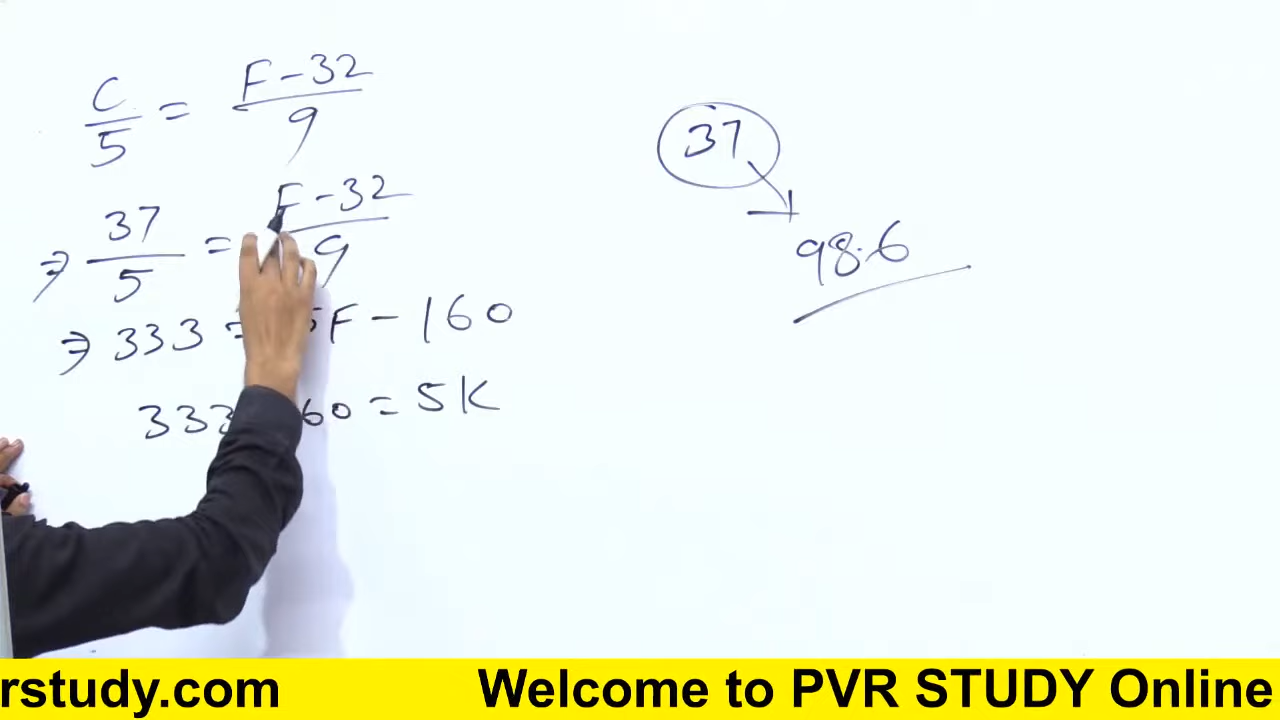 C/5 = F-32/9
⇒ 37/5 = F-32/9
⇒ 333 = 5F - 160
333 60 = 5K
37
98.6
rstudy.com Welcome to PVR STUDY Online